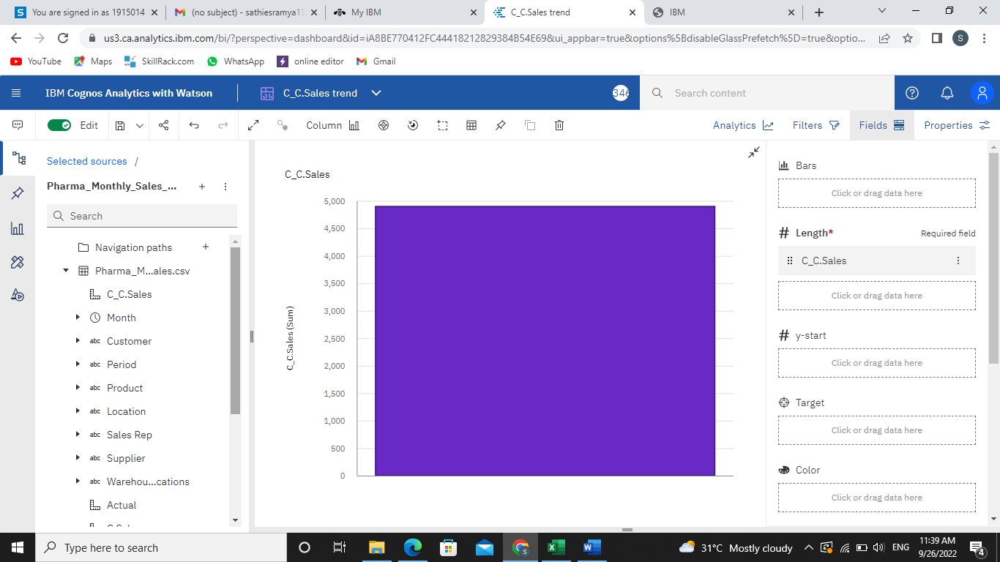 You are signed in as 1915014
(no subject) - sathiesramya13
My IBM
C_C.Sales trend
IBM
us3.ca.analytics.ibm.com/bi/?perspective=dashboard&id=iA8BE770412FC44418212829384B54E69&ui_appbar=true&options%5BdisableGlassPrefetch%5D=true&optio...
S
YouTube
Maps
SkillRack.com
WhatsApp
online editor
Gmail
IBM Cognos Analytics with Watson
C_C.Sales trend
346
Search content
Edit
Column
Analytics
Filters
Fields
Properties
Selected sources /
Pharma_Monthly_Sales_...
Search
Navigation paths
Pharma_M...ales.csv
C_C.Sales
Month
abc Customer
abc Period
abc Product
abc Location
abc Sales Rep
abc Supplier
abc Warehou...cations
Actual
C_C.Sales
C_C.Sales (Sum)
5,000
4,500
4,000
3,500
3,000
2,500
2,000
1,500
1,000
500
0
Bars
Click or drag data here
# Length*
Required field
C_C.Sales
Click or drag data here
# y-start
Click or drag data here
Target
Click or drag data here
Color
Click or drag data here
Type here to search
31°C Mostly cloudy
ENG
11:39 AM
9/26/2022
4